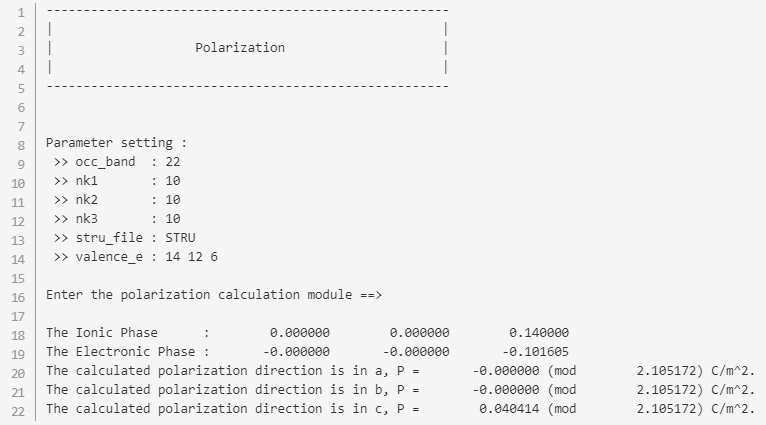 1 ------------------------------------------------------
2 |                                                    |
3 |                   Polarization                     |
4 |                                                    |
5 ------------------------------------------------------
6
7
8 Parameter setting :
9  >> occ_band  : 22
10  >> nk1       : 10
11  >> nk2       : 10
12  >> nk3       : 10
13  >> stru_file : STRU
14  >> valence_e : 14 12 6
15
16 Enter the polarization calculation module ==>
17
18 The Ionic Phase      :        0.000000        0.000000        0.140000
19 The Electronic Phase :       -0.000000       -0.000000       -0.101605
20 The calculated polarization direction is in a, P =       -0.000000 (mod        2.105172) C/m^2.
21 The calculated polarization direction is in b, P =       -0.000000 (mod        2.105172) C/m^2.
22 The calculated polarization direction is in c, P =        0.040414 (mod        2.105172) C/m^2.